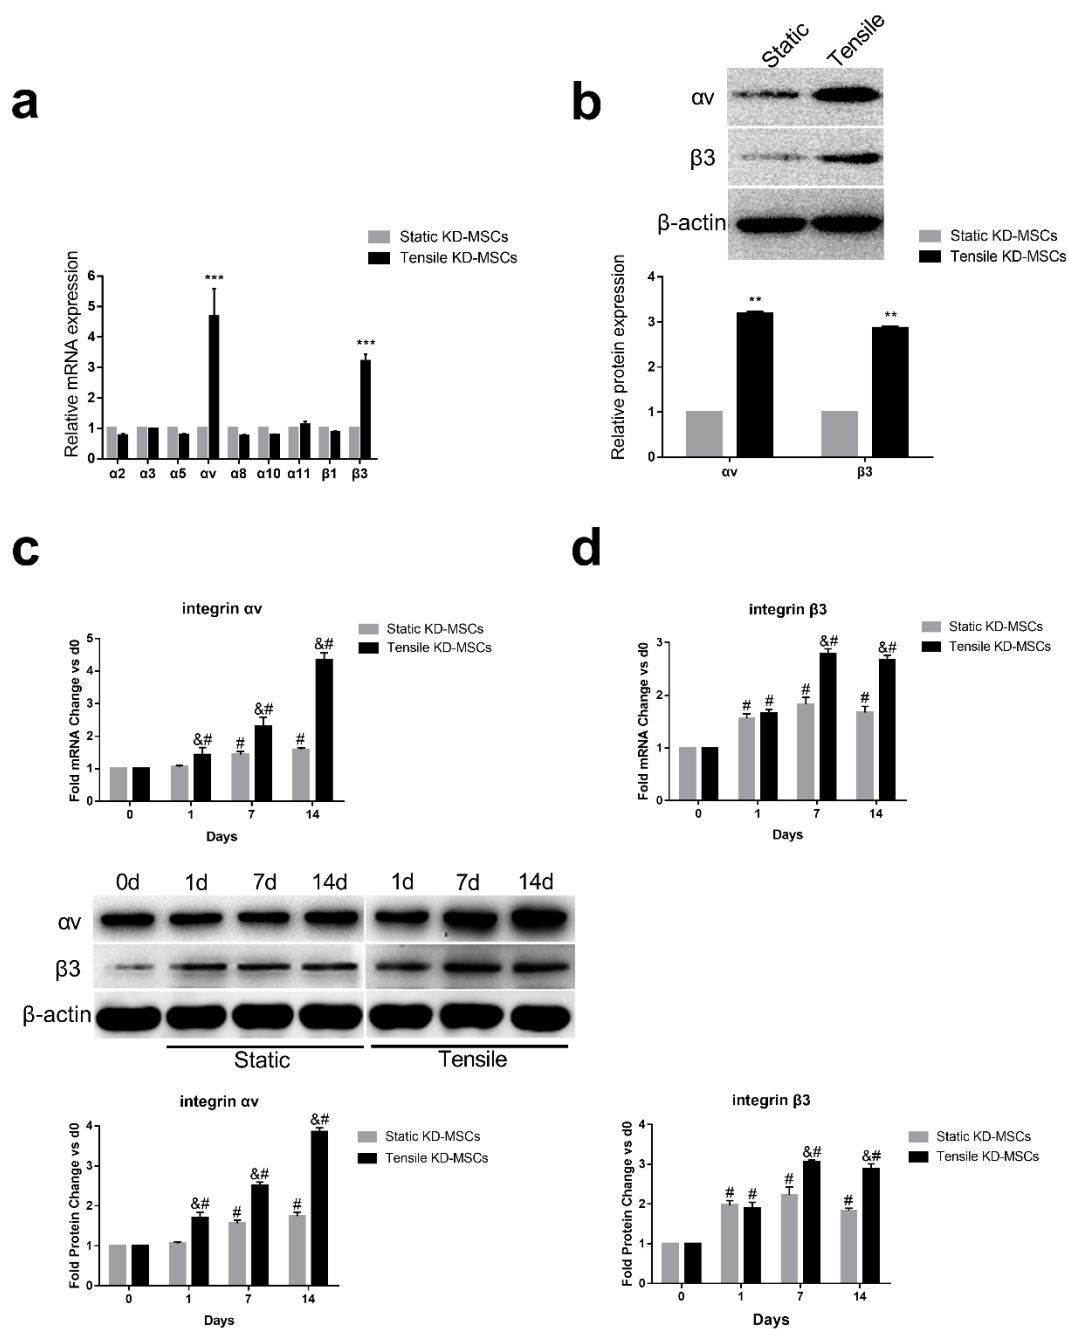 a
Static KD-MSCs
Tensile KD-MSCs
Relative mRNA expression
6
5
4
3
2
1
0
***
***
α2 α3 α5 αv α8 α10 α11 β1 β3
b
Static Tensile
αv
β3
β-actin
Static KD-MSCs
Tensile KD-MSCs
Relative protein expression
4
3
2
1
0
**
**
αv β3
c
integrin αv
Static KD-MSCs
Tensile KD-MSCs
Fold mRNA Change vs d0
5
4
3
2
1
0
&#
# &#
# &#
0 1 7 14
Days
d
integrin β3
Static KD-MSCs
Tensile KD-MSCs
Fold mRNA Change vs d0
3
2
1
0
# #
# &#
# &#
0 1 7 14
Days
0d 1d 7d 14d 1d 7d 14d
αv
β3
β-actin
Static Tensile
integrin αv
Static KD-MSCs
Tensile KD-MSCs
Fold Protein Change vs d0
4
3
2
1
0
&#
# &#
# &#
0 1 7 14
Days
integrin β3
Static KD-MSCs
Tensile KD-MSCs
Fold Protein Change vs d0
4
3
2
1
0
# #
# &#
# &#
0 1 7 14
Days